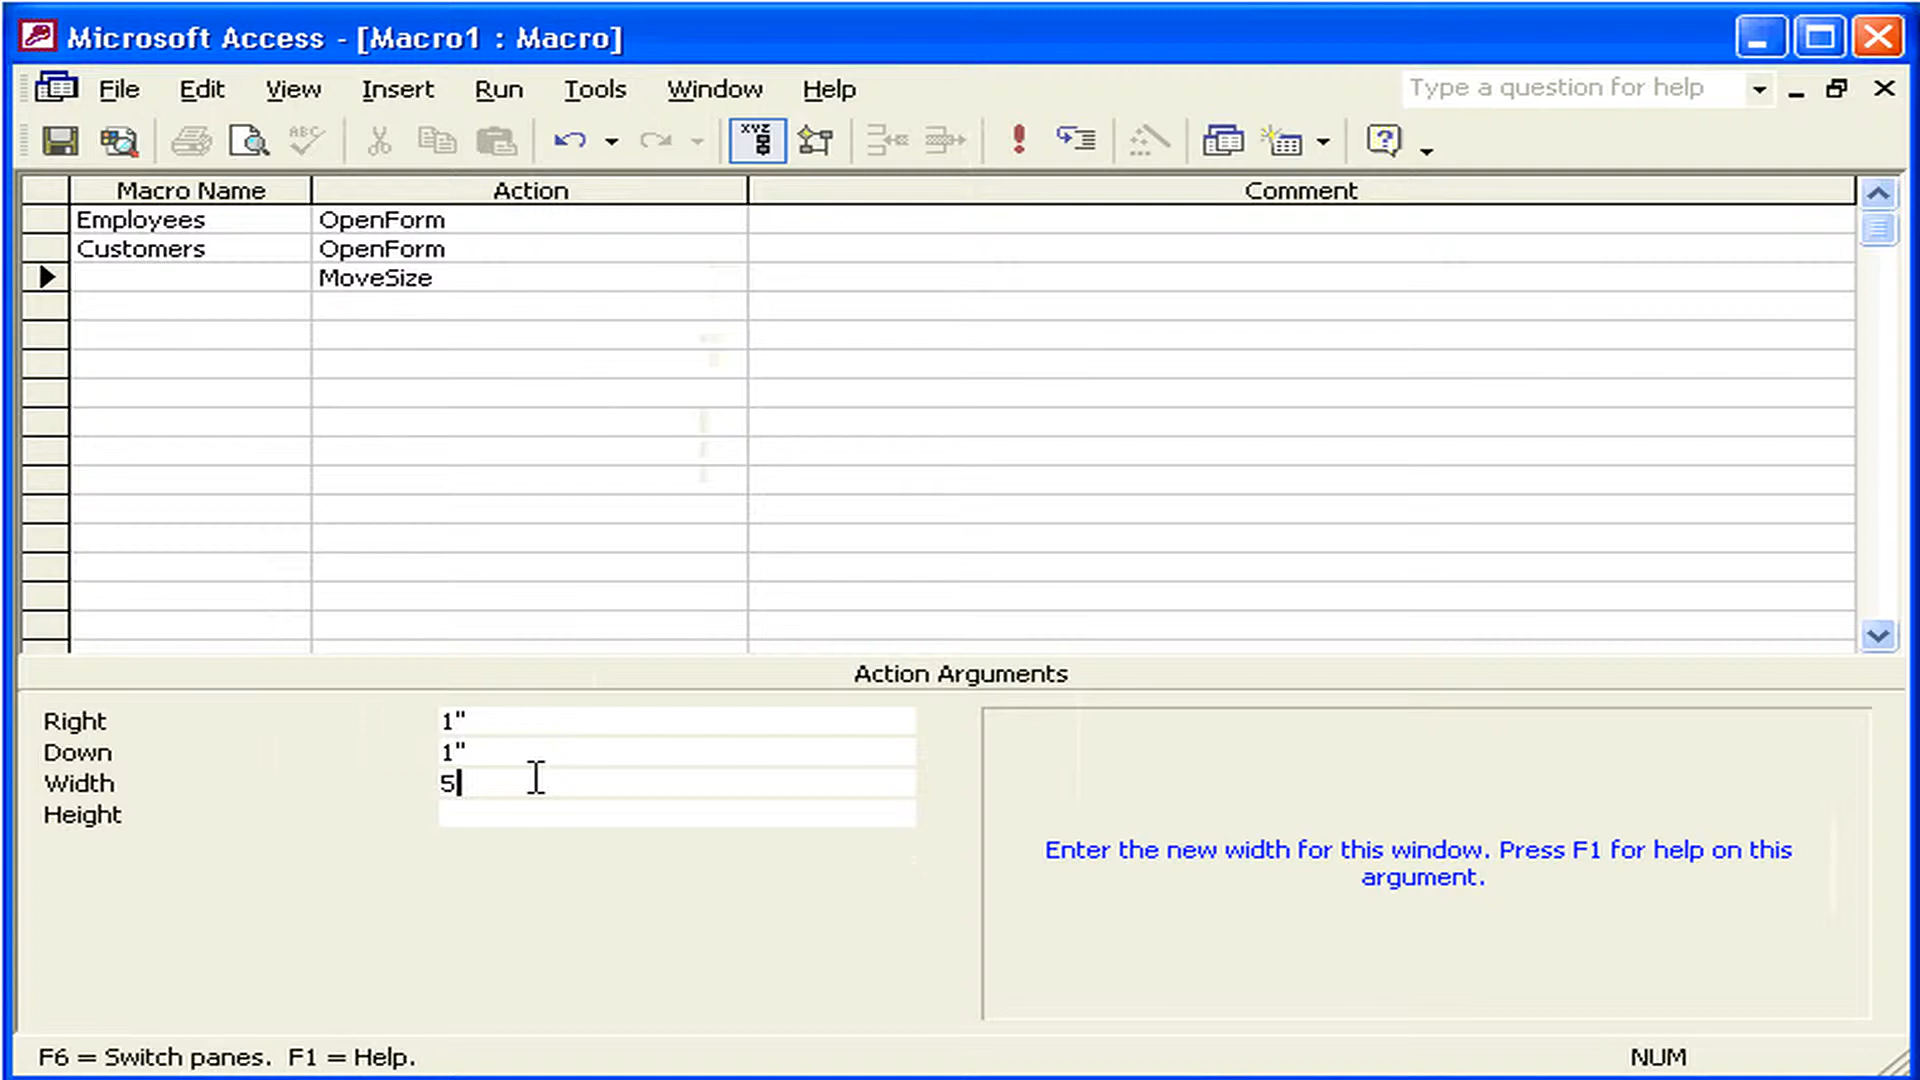 Microsoft Access - [Macro1 : Macro]
File Edit View Insert Run Tools Window Help Type a question for help
ABC XYZ
Macro Name Action Comment
Employees OpenForm
Customers OpenForm
MoveSize
Action Arguments
Right 1"
Down 1"
Width 5
Height
Enter the new width for this window. Press F1 for help on this
argument.
F6 = Switch panes. F1 = Help. NUM